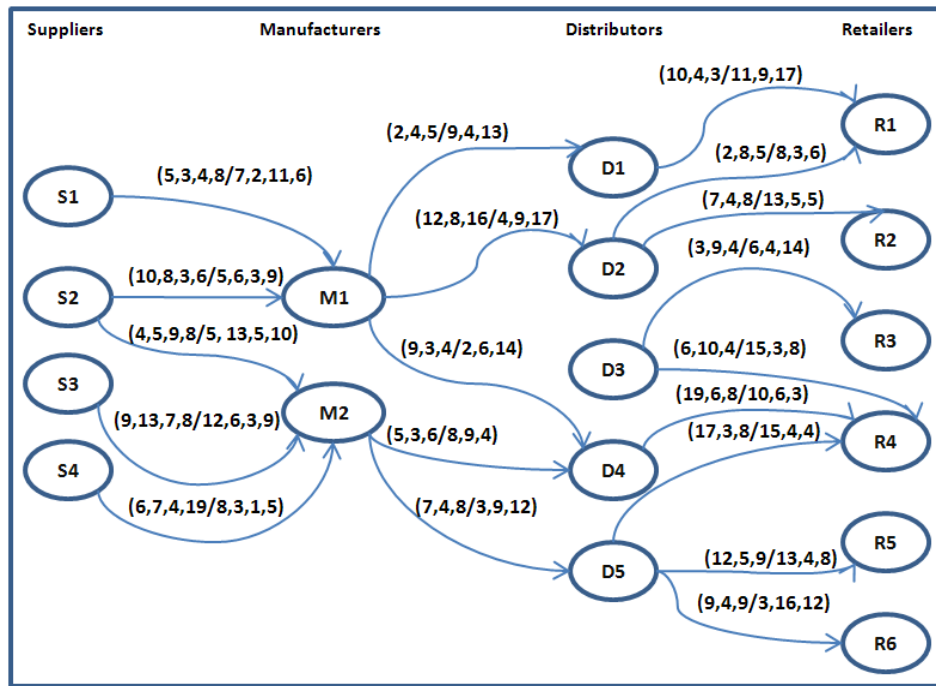 Suppliers Manufacturers Distributors Retailers
(10,4,3/11,9,17)
R1
(2,4,5/9,4,13)
(2,8,5/8,3,6)
D1
(5,3,4,8/7,2,11,6)
S1
(7,4,8/13,5,5)
(12,8,16/4,9,17)
R2
(3,9,4/6,4,14)
D2
(10,8,3,6/5,6,3,9)
S2
M1
(4,5,9,8/5, 13,5,10)
R3
(6,10,4/15,3,8)
(9,3,4/2,6,14)
D3
S3
(19,6,8/10,6,3)
M2
(9,13,7,8/12,6,3,9)
(5,3,6/8,9,4)
(17,3,8/15,4,4)
R4
S4
D4
(6,7,4,19/8,3,1,5)
(7,4,8/3,9,12)
R5
(12,5,9/13,4,8)
D5
(9,4,9/3,16,12)
R6